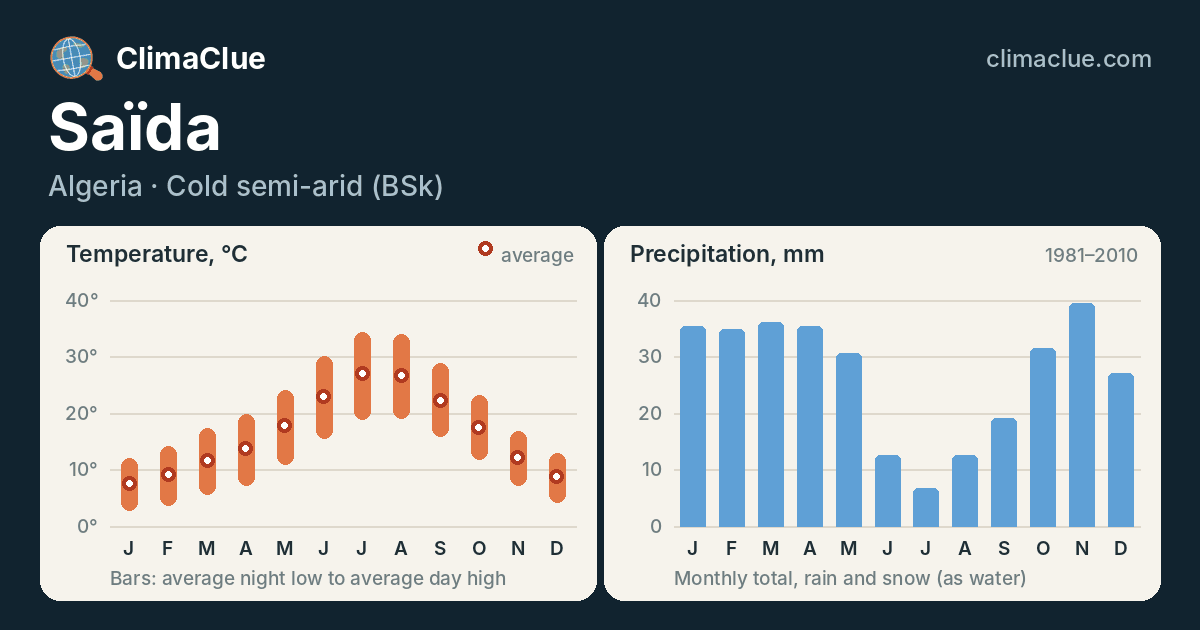 ClimaClue
climaclue.com
Saïda
Algeria · Cold semi-arid (BSk)
Temperature, °C
average
40°
30°
20°
10°
0°
J F M A M J J A S O N D
Bars: average night low to average day high
Precipitation, mm
1981–2010
40
30
20
10
0
J F M A M J J A S O N D
Monthly total, rain and snow (as water)